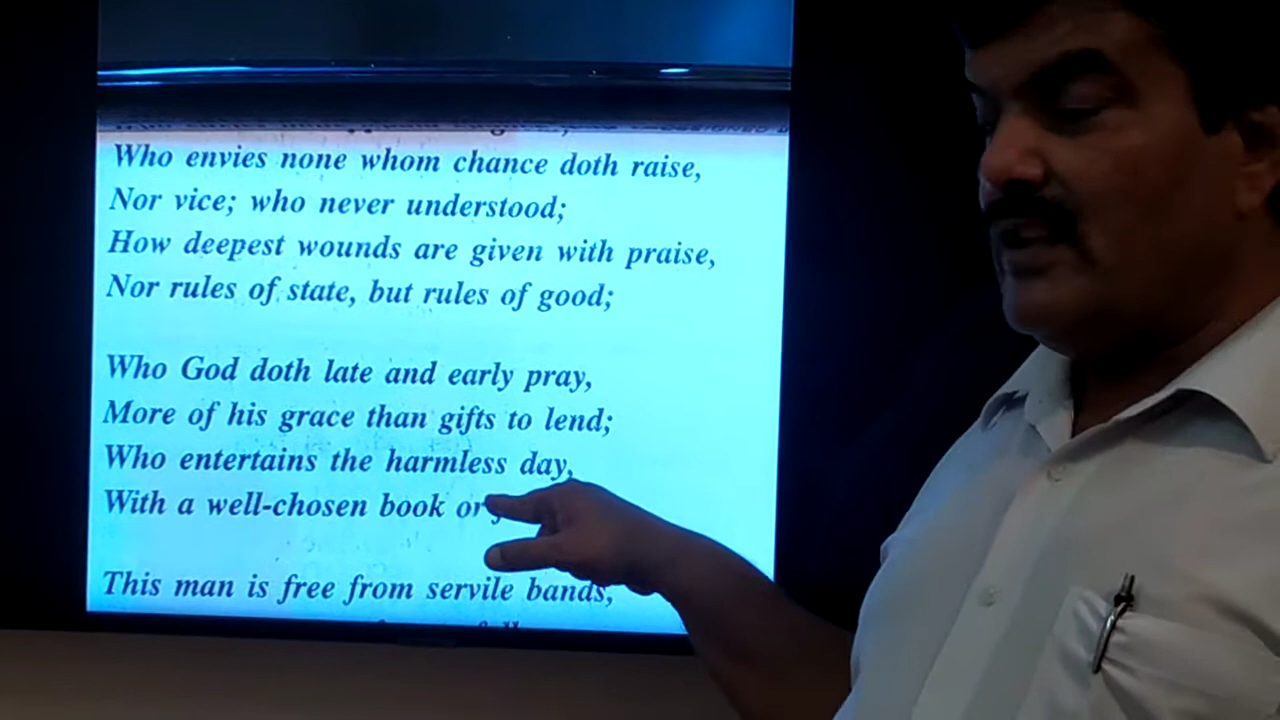 Who envies none whom chance doth raise,
Nor vice; who never understood;
How deepest wounds are given with praise,
Nor rules of state, but rules of good;
Who God doth late and early pray,
More of his grace than gifts to lend;
Who entertains the harmless day,
With a well-chosen book or
This man is free from servile bands,